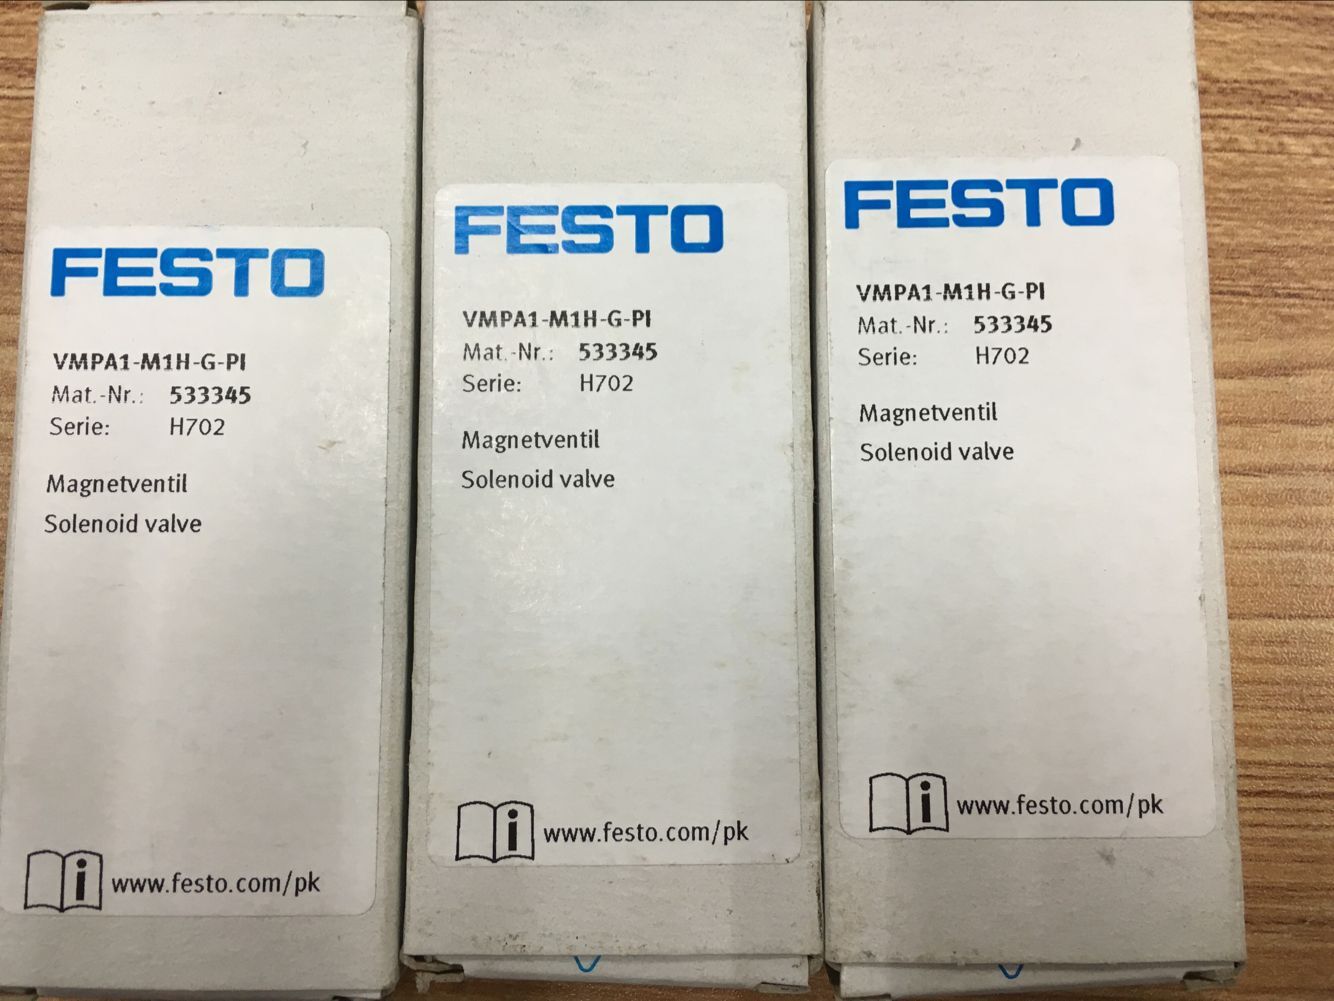 FESTO
VMPA1-M1H-G-PI
Mat.-Nr.: 533345
Serie: H702
Magnetventil
Solenoid valve
i www.festo.com/pk
FESTO
VMPA1-M1H-G-PI
Mat.-Nr.: 533345
Serie: H702
Magnetventil
Solenoid valve
i www.festo.com/pk
FESTO
VMPA1-M1H-G-PI
Mat.-Nr.: 533345
Serie: H702
Magnetventil
Solenoid valve
i www.festo.com/pk